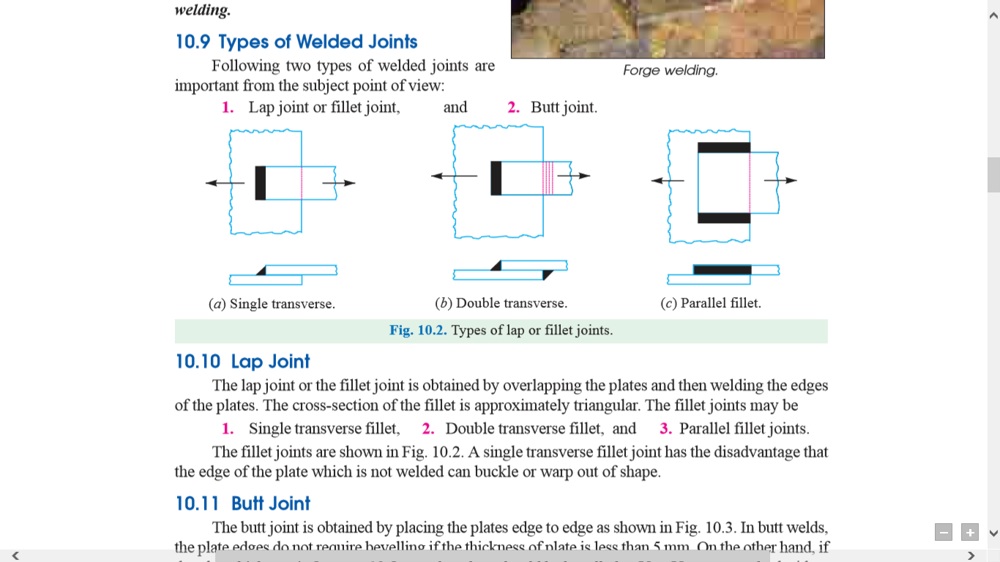 welding.
10.9 Types of Welded Joints
Following two types of welded joints are
important from the subject point of view:
Forge welding.
1. Lap joint or fillet joint, and 2. Butt joint.
(a) Single transverse. (b) Double transverse. (c) Parallel fillet.
Fig. 10.2. Types of lap or fillet joints.
10.10 Lap Joint
The lap joint or the fillet joint is obtained by overlapping the plates and then welding the edges
of the plates. The cross-section of the fillet is approximately triangular. The fillet joints may be
1. Single transverse fillet, 2. Double transverse fillet, and 3. Parallel fillet joints.
The fillet joints are shown in Fig. 10.2. A single transverse fillet joint has the disadvantage that
the edge of the plate which is not welded can buckle or warp out of shape.
10.11 Butt Joint
The butt joint is obtained by placing the plates edge to edge as shown in Fig. 10.3. In butt welds,
the plate edges do not require bevelling if the thickness of plate is less than 5 mm. On the other hand, if